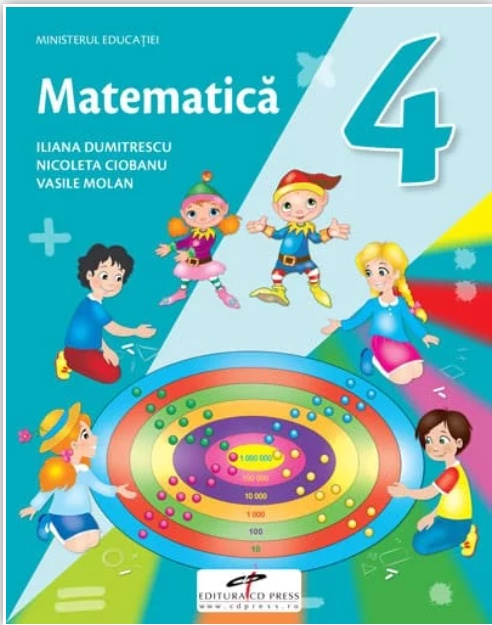 MINISTERUL EDUCAȚIEI
Matematică
4
ILIANA DUMITRESCU
NICOLETA CIOBANU
VASILE MOLAN
1 000 000
100 000
10 000
1 000
100
10
EDITURA CD PRESS
www.cdpress.ro